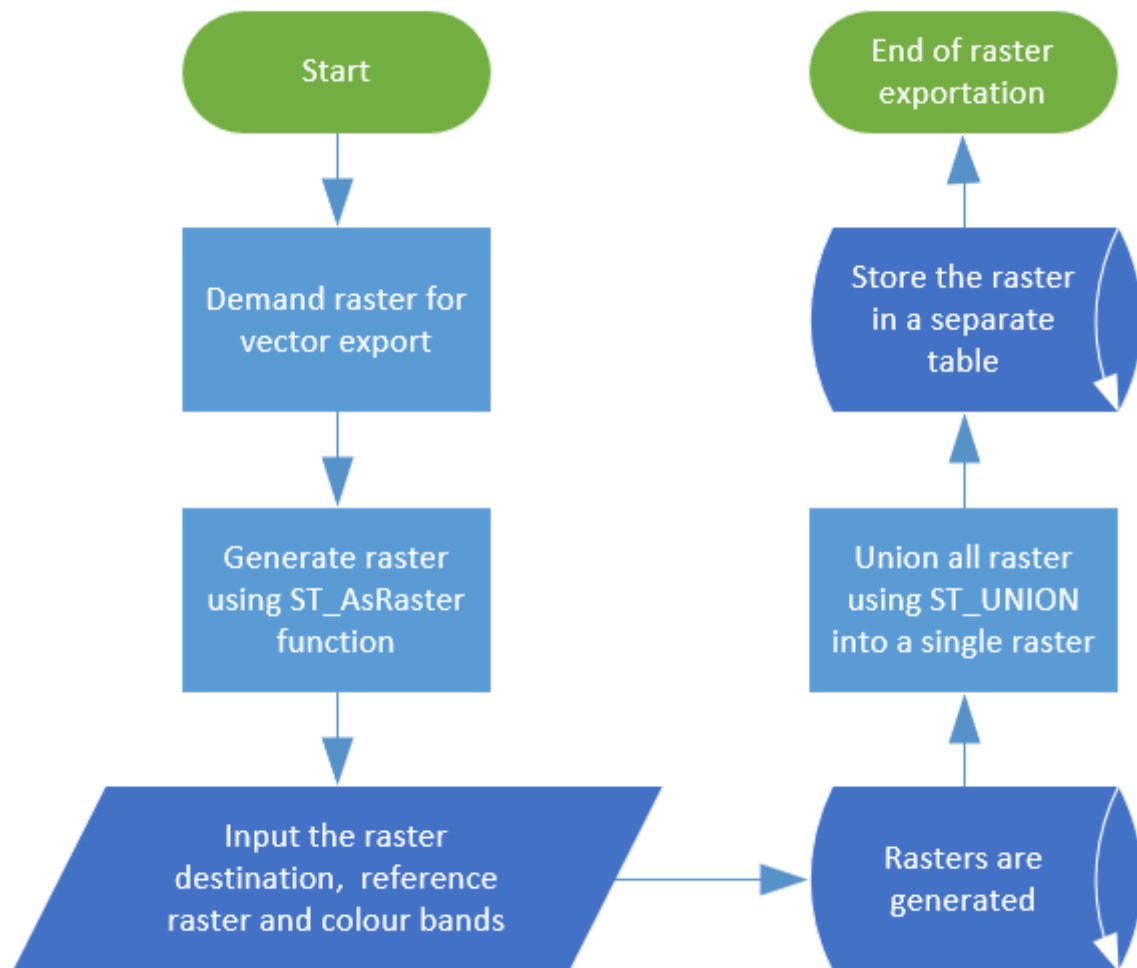 Start
Demand raster for
vector export
Generate raster
using ST_AsRaster
function
Input the raster
destination,  reference
raster and colour bands
Rasters are
generated
Union all raster
using ST_UNION
into a single raster
Store the raster
in a separate
table
End of raster
exportation